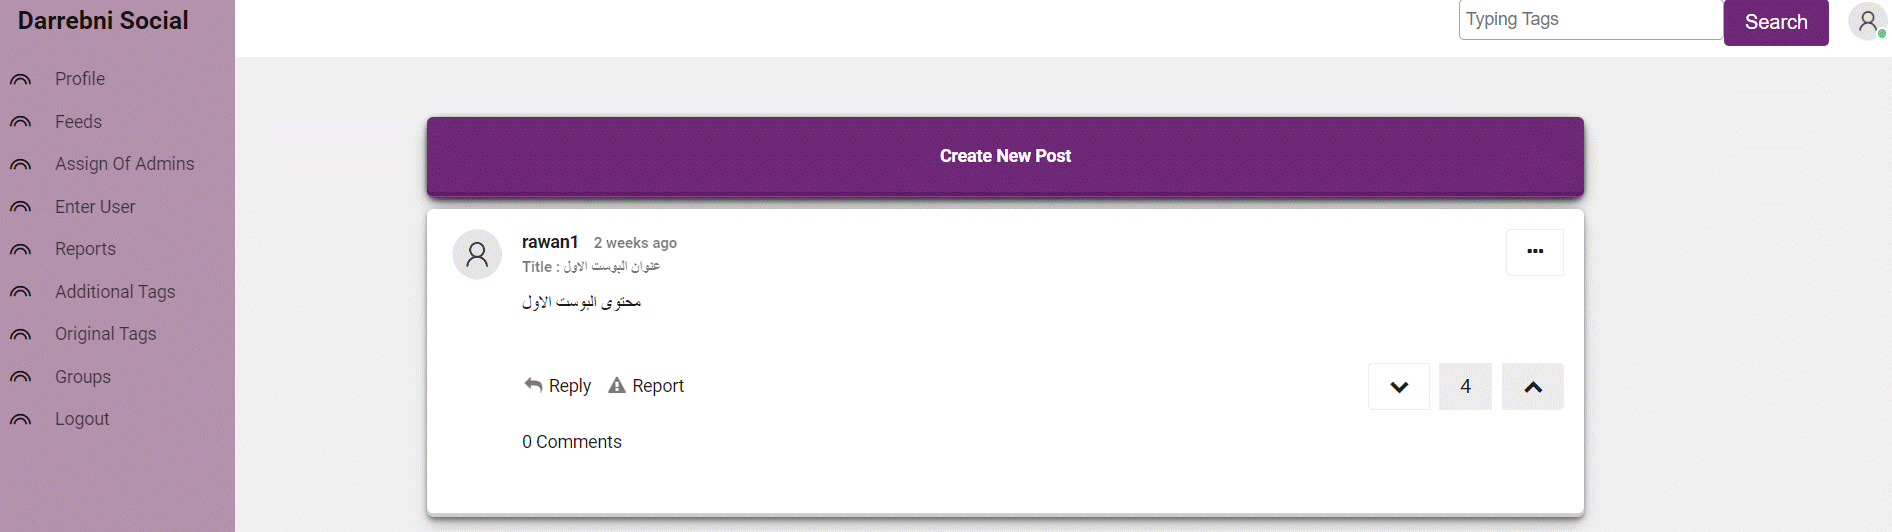 Darrebni Social
Typing Tags
Search
Profile
Feeds
Assign Of Admins
Enter User
Reports
Additional Tags
Original Tags
Groups
Logout
Create New Post
rawan1 2 weeks ago
Title : عنوان البوست الاول
محتوى البوست الاول
Reply Report
4
0 Comments